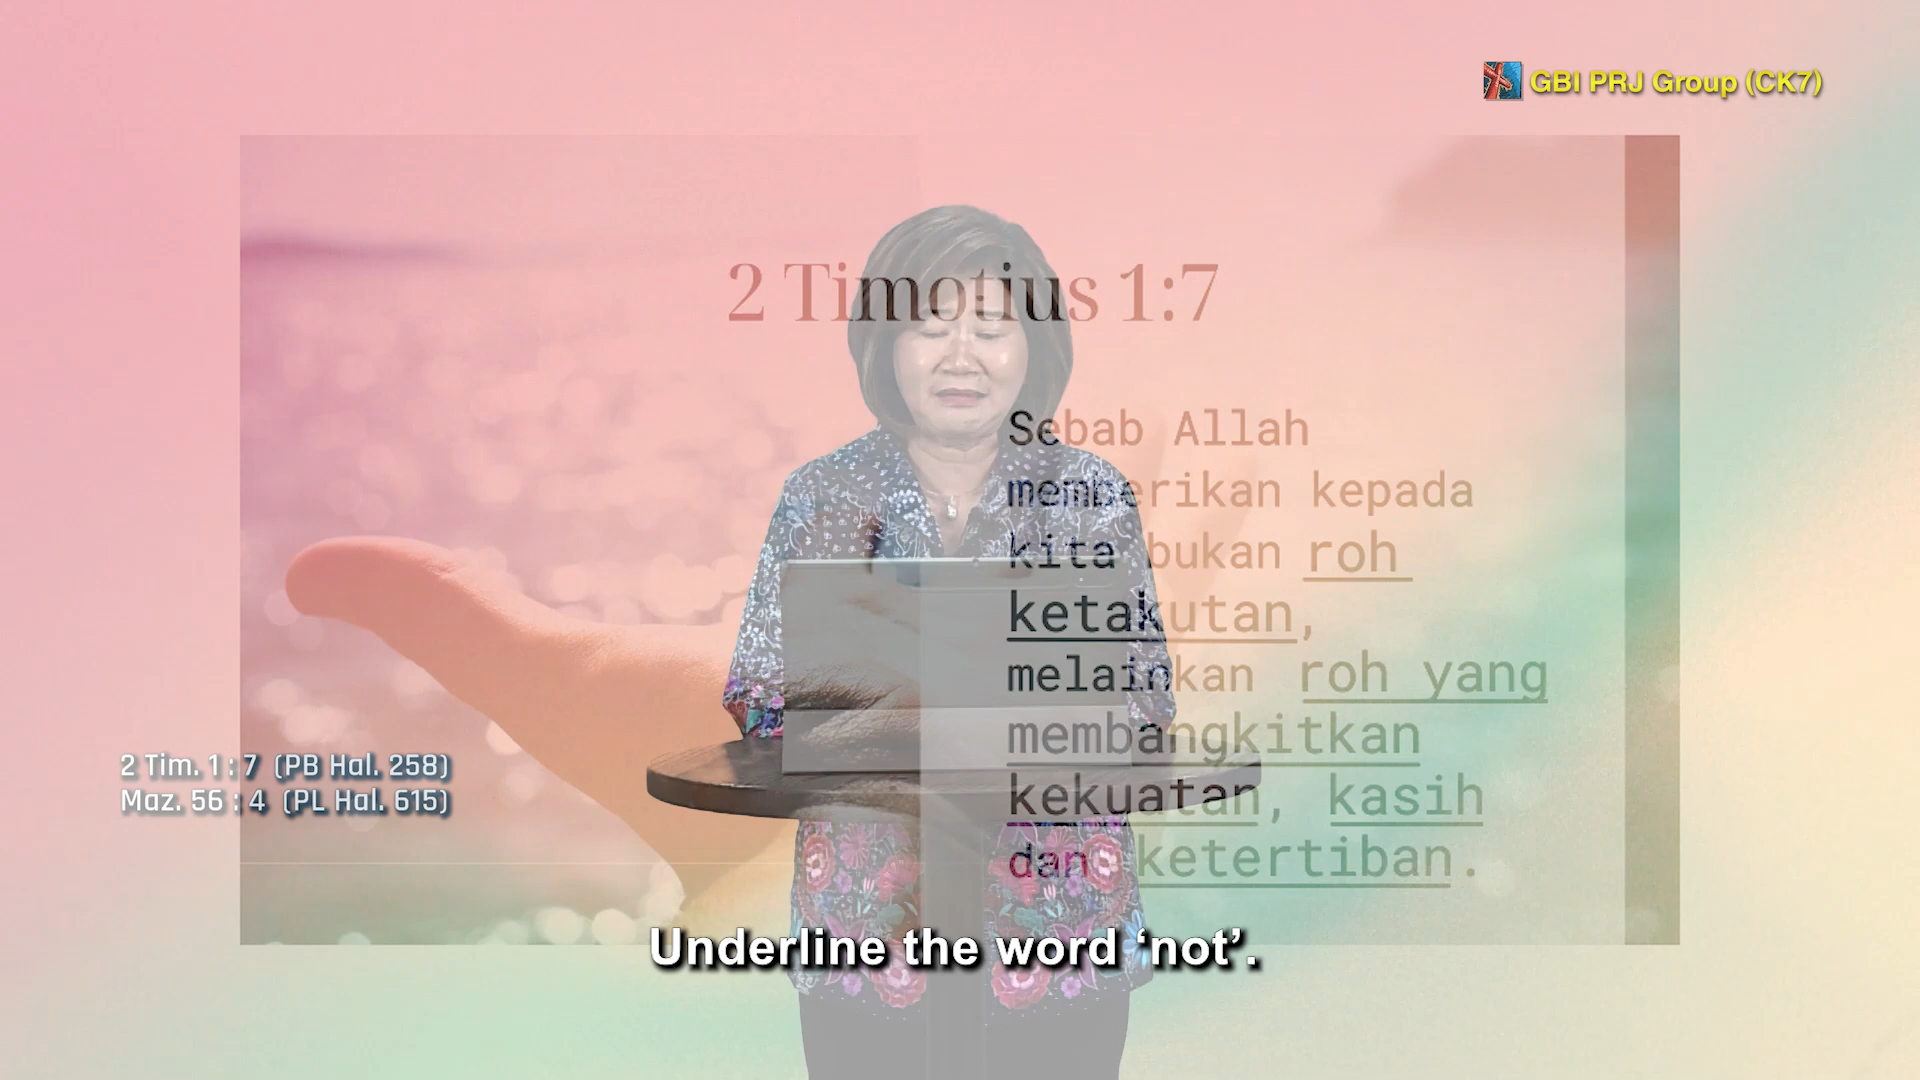 GBI PRJ Group (CK7)
2 Timotius 1:7
Sebab Allah
memberikan kepada
kita bukan roh
ketakutan,
melainkan roh yang
membangkitkan
kekuatan, kasih
dan ketertiban.
2 Tim. 1 : 7 (PB Hal. 258)
Maz. 56 : 4 (PL Hal. 615)
Underline the word ‘not’.